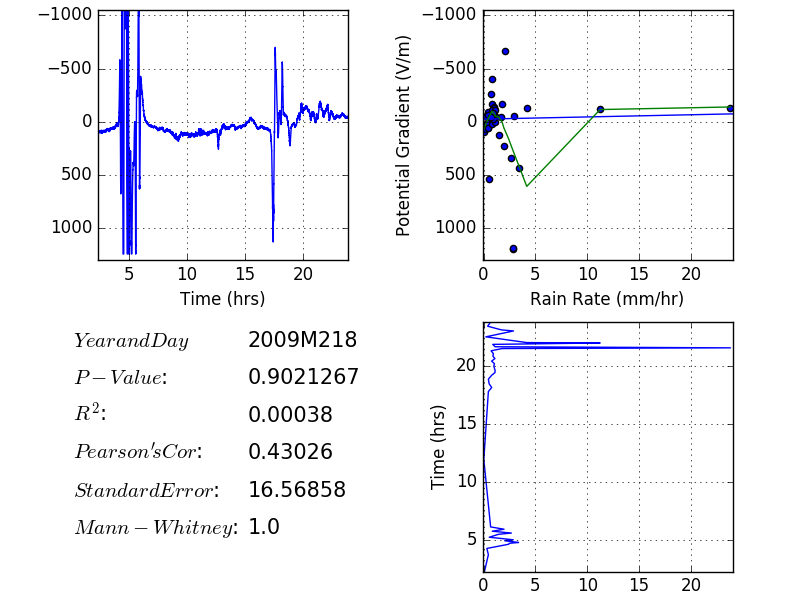 −1000
−500
0
500
1000
5
10
15
20
Time (hrs)
−1000
−500
0
500
1000
Potential Gradient (V/m)
0
5
10
15
20
Rain Rate (mm/hr)
YearandDay 2009M218
P−Value: 0.9021267
R²: 0.00038
Pearson'sCor: 0.43026
StandardError: 16.56858
Mann−Whitney: 1.0
20
15
10
5
Time (hrs)
0
5
10
15
20